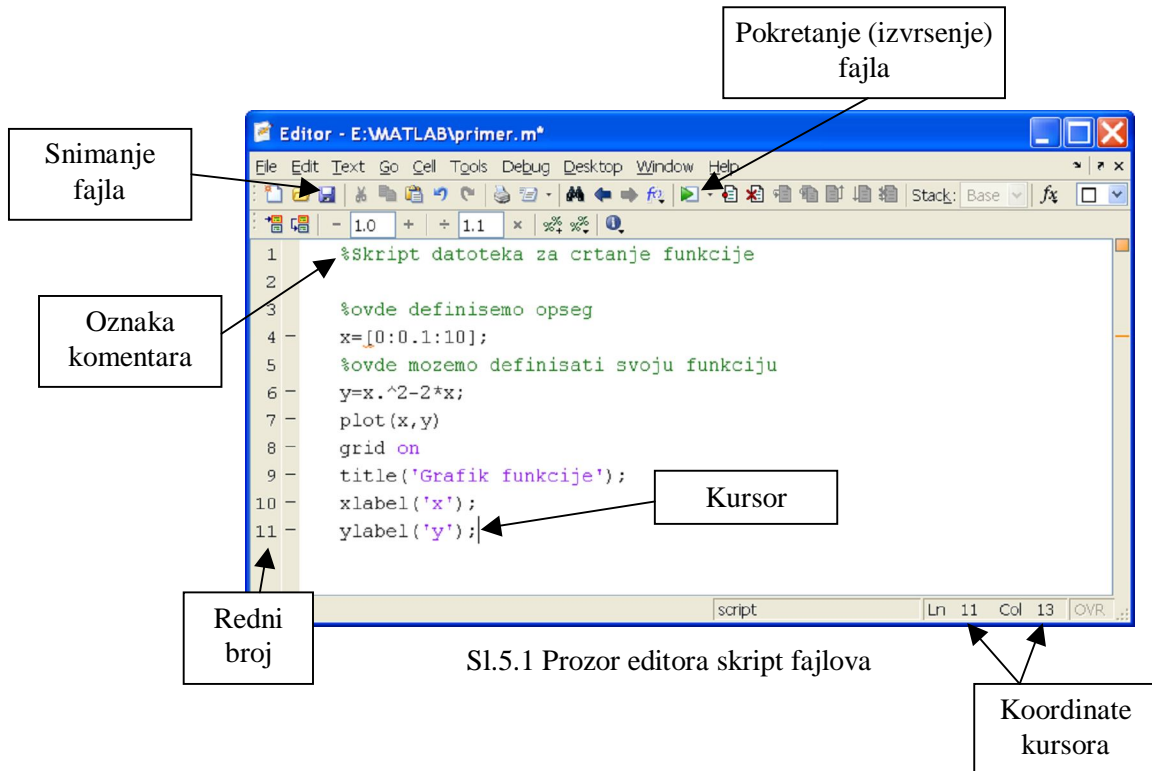 Pokretanje (izvrsenje)
fajla
Snimanje
fajla
Editor - E:\MATLAB\primer.m*
File Edit Text Go Cell Tools Debug Desktop Window Help
Stack: Base fx
- 1.0 + ÷ 1.1 ×
1 %Skript datoteka za crtanje funkcije
2
3 %ovde definisemo opseg
4 - x=[0:0.1:10];
5 %ovde mozemo definisati svoju funkciju
6 - y=x.^2-2*x;
7 - plot(x,y)
8 - grid on
9 - title('Grafik funkcije');
10 - xlabel('x');
11 - ylabel('y');
Oznaka
komentara
Kursor
Redni
broj
script Ln 11 Col 13 OVR
Sl.5.1 Prozor editora skript fajlova
Koordinate
kursora